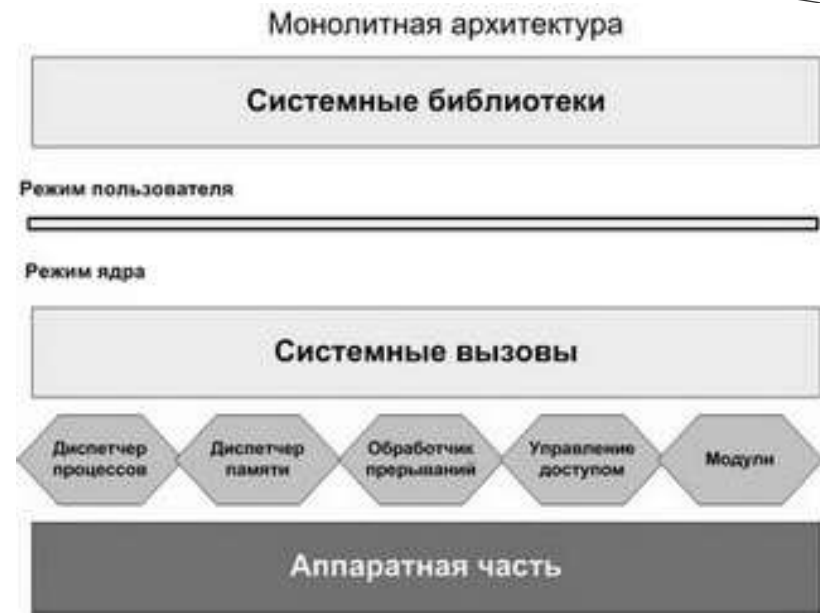 Монолитная архитектура
Системные библиотеки
Режим пользователя
Режим ядра
Системные вызовы
Диспетчер
процессов
Диспетчер
памяти
Обработчик
прерываний
Управление
доступом
Модули
Аппаратная часть